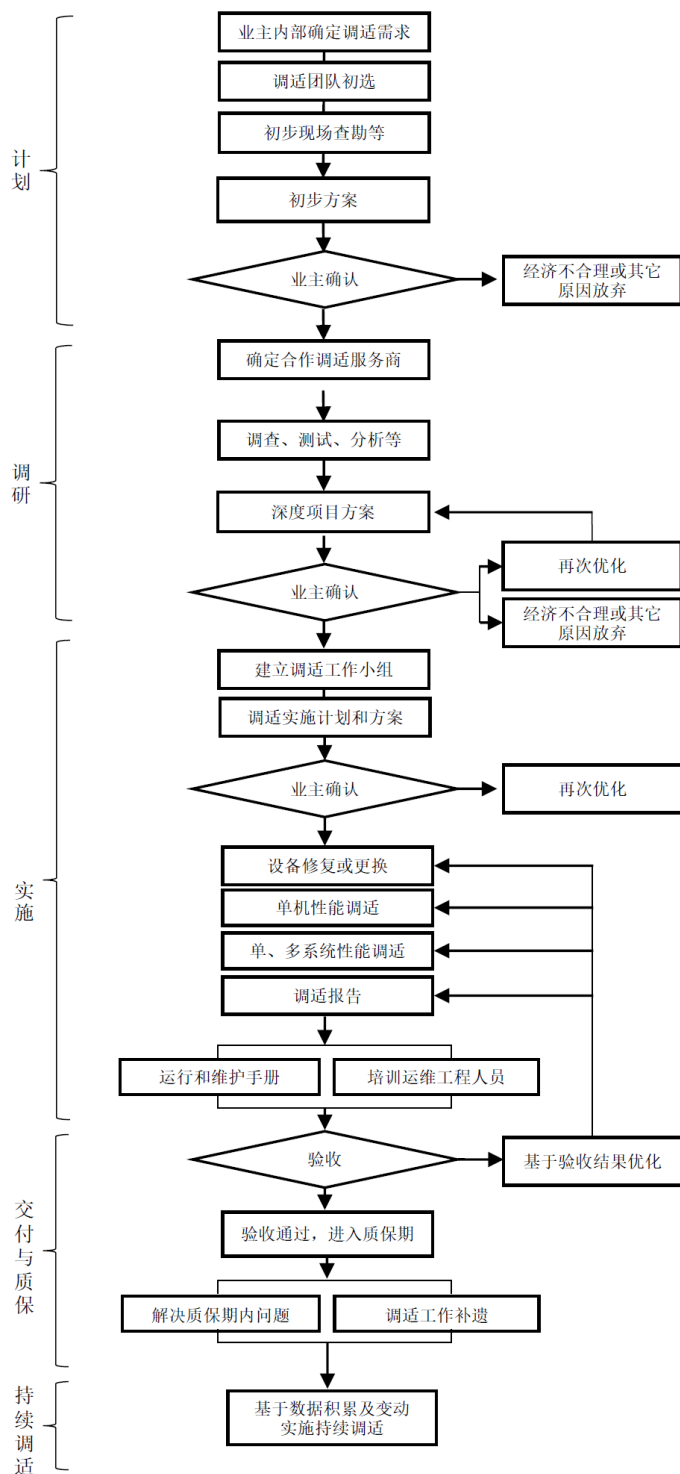 计划
业主内部确定调适需求
调适团队初选
初步现场查勘等
初步方案
业主确认
经济不合理或其它
原因放弃
调研
确定合作调适服务商
调查、测试、分析等
深度项目方案
业主确认
再次优化
经济不合理或其它
原因放弃
实施
建立调适工作小组
调适实施计划和方案
业主确认
再次优化
设备修复或更换
单机性能调适
单、多系统性能调适
调适报告
运行和维护手册
培训运维工程人员
交付与质保
验收
基于验收结果优化
验收通过，进入质保期
解决质保期内问题
调适工作补遗
持续调适
基于数据积累及变动
实施持续调适